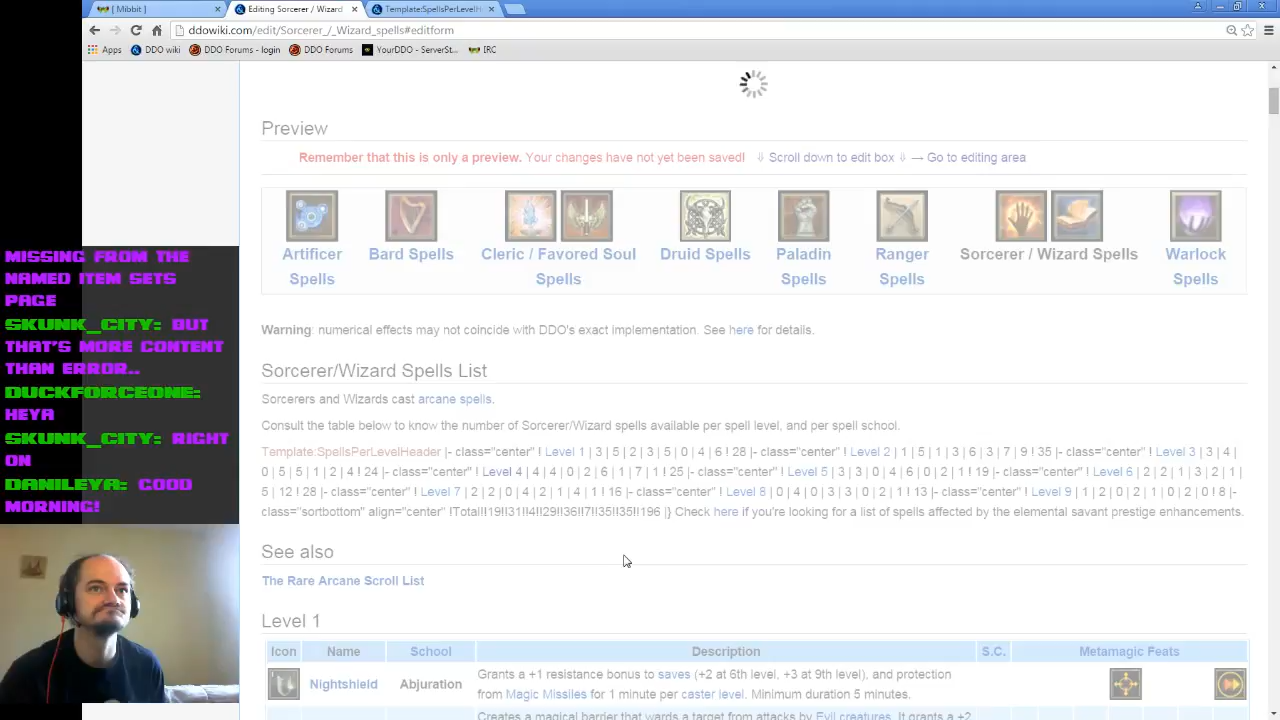 [ Mibbit ]
Editing Sorcerer / Wizard
Template:SpellsPerLevelH
ddowiki.com/edit/Sorcerer_/_Wizard_spells#editform
Apps DDO wiki DDO Forums - login DDO Forums YourDDO - ServerSt... IRC
Preview
Remember that this is only a preview. Your changes have not yet been saved! ⇩ Scroll down to edit box ⇩ → Go to editing area
Artificer Spells
Bard Spells
Cleric / Favored Soul Spells
Druid Spells
Paladin Spells
Ranger Spells
Sorcerer / Wizard Spells
Warlock Spells
MISSING FROM THE
NAMED ITEM SETS
PAGE
SKUNK_CITY: BUT
THAT'S MORE CONTENT
THAN ERROR..
DUCKFORCEONE:
HEYA
SKUNK_CITY: RIGHT
ON
DANILEYA: GOOD
MORNING!
Warning: numerical effects may not coincide with DDO's exact implementation. See here for details.
Sorcerer/Wizard Spells List
Sorcerers and Wizards cast arcane spells.
Consult the table below to know the number of Sorcerer/Wizard spells available per spell level, and per spell school.
Template:SpellsPerLevelHeader |- class="center" ! Level 1 | 3 | 5 | 2 | 3 | 5 | 0 | 4 | 6 ! 28 |- class="center" ! Level 2 | 1 | 5 | 1 | 3 | 6 | 3 | 7 | 9 ! 35 |- class="center" ! Level 3 | 3 | 4 |
0 | 5 | 5 | 1 | 2 | 4 ! 24 |- class="center" ! Level 4 | 4 | 4 | 0 | 2 | 6 | 1 | 7 | 1 ! 25 |- class="center" ! Level 5 | 3 | 3 | 0 | 4 | 6 | 0 | 2 | 1 ! 19 |- class="center" ! Level 6 | 2 | 2 | 1 | 3 | 2 | 1 |
5 | 12 ! 28 |- class="center" ! Level 7 | 2 | 2 | 0 | 4 | 2 | 1 | 4 | 1 ! 16 |- class="center" ! Level 8 | 0 | 4 | 0 | 3 | 3 | 0 | 2 | 1 ! 13 |- class="center" ! Level 9 | 1 | 2 | 0 | 2 | 1 | 0 | 2 | 0 ! 8 |-
class="sortbottom" align="center" !Total!!19!!31!!4!!29!!36!!7!!35!!35!!196 |} Check here if you're looking for a list of spells affected by the elemental savant prestige enhancements.
See also
The Rare Arcane Scroll List
Level 1
Icon Name School Description S.C. Metamagic Feats
Nightshield Abjuration
Grants a +1 resistance bonus to saves (+2 at 6th level, +3 at 9th level), and protection
from Magic Missiles for 1 minute per caster level. Minimum duration 5 minutes.
Creates a magical barrier that wards a target from attacks by Evil creatures. It grants a +2